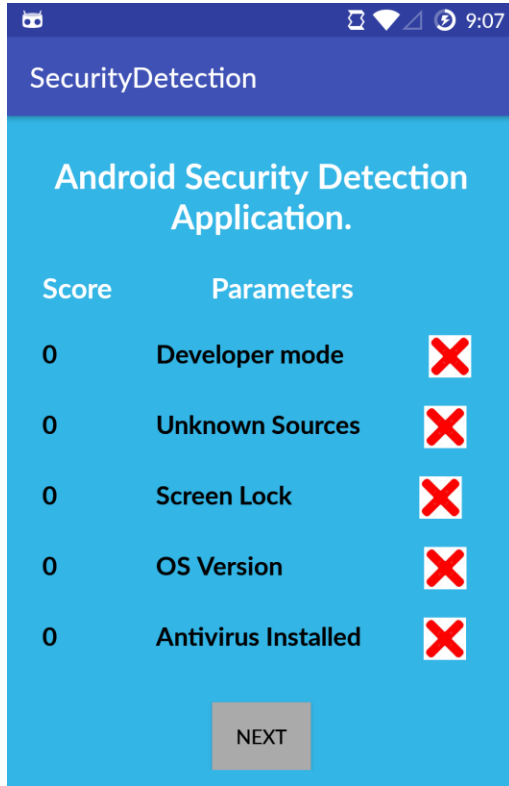 9:07
SecurityDetection
Android Security Detection
Application.
Score Parameters
0 Developer mode
0 Unknown Sources
0 Screen Lock
0 OS Version
0 Antivirus Installed
NEXT